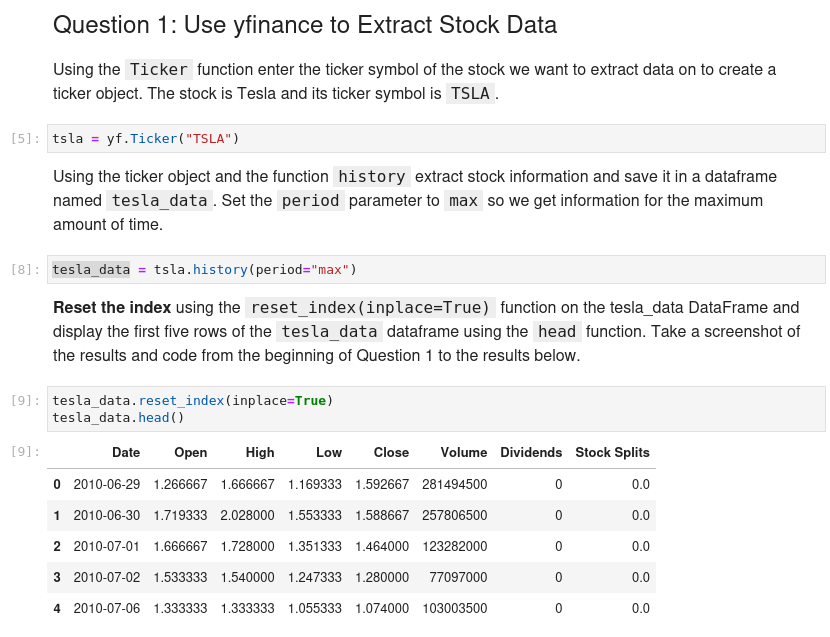 Question 1: Use yfinance to Extract Stock Data
Using the Ticker function enter the ticker symbol of the stock we want to extract data on to create a
ticker object. The stock is Tesla and its ticker symbol is TSLA .
[5]: tsla = yf.Ticker("TSLA")
Using the ticker object and the function history extract stock information and save it in a dataframe
named tesla_data . Set the period parameter to max so we get information for the maximum
amount of time.
[8]: tesla_data = tsla.history(period="max")
Reset the index using the reset_index(inplace=True) function on the tesla_data DataFrame and
display the first five rows of the tesla_data dataframe using the head function. Take a screenshot of
the results and code from the beginning of Question 1 to the results below.
[9]: tesla_data.reset_index(inplace=True)
tesla_data.head()
[9]: Date Open High Low Close Volume Dividends Stock Splits
0 2010-06-29 1.266667 1.666667 1.169333 1.592667 281494500 0 0.0
1 2010-06-30 1.719333 2.028000 1.553333 1.588667 257806500 0 0.0
2 2010-07-01 1.666667 1.728000 1.351333 1.464000 123282000 0 0.0
3 2010-07-02 1.533333 1.540000 1.247333 1.280000 77097000 0 0.0
4 2010-07-06 1.333333 1.333333 1.055333 1.074000 103003500 0 0.0